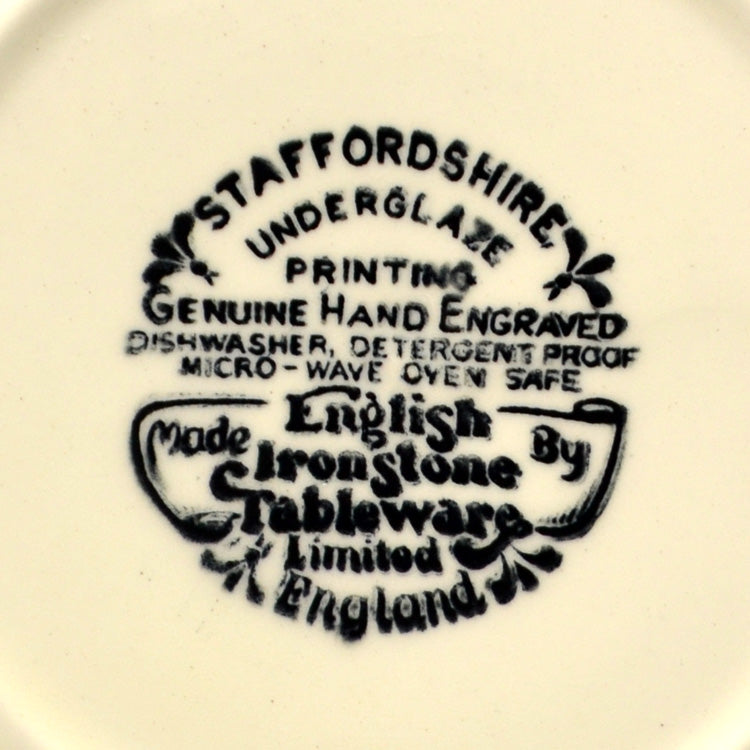 STAFFORDSHIRE,
UNDERGLAZE
PRINTING
GENUINE HAND ENGRAVED
DISHWASHER, DETERGENT PROOF
MICRO-WAVE OVEN SAFE
Made English By
Ironstone
Tableware
Limited
England